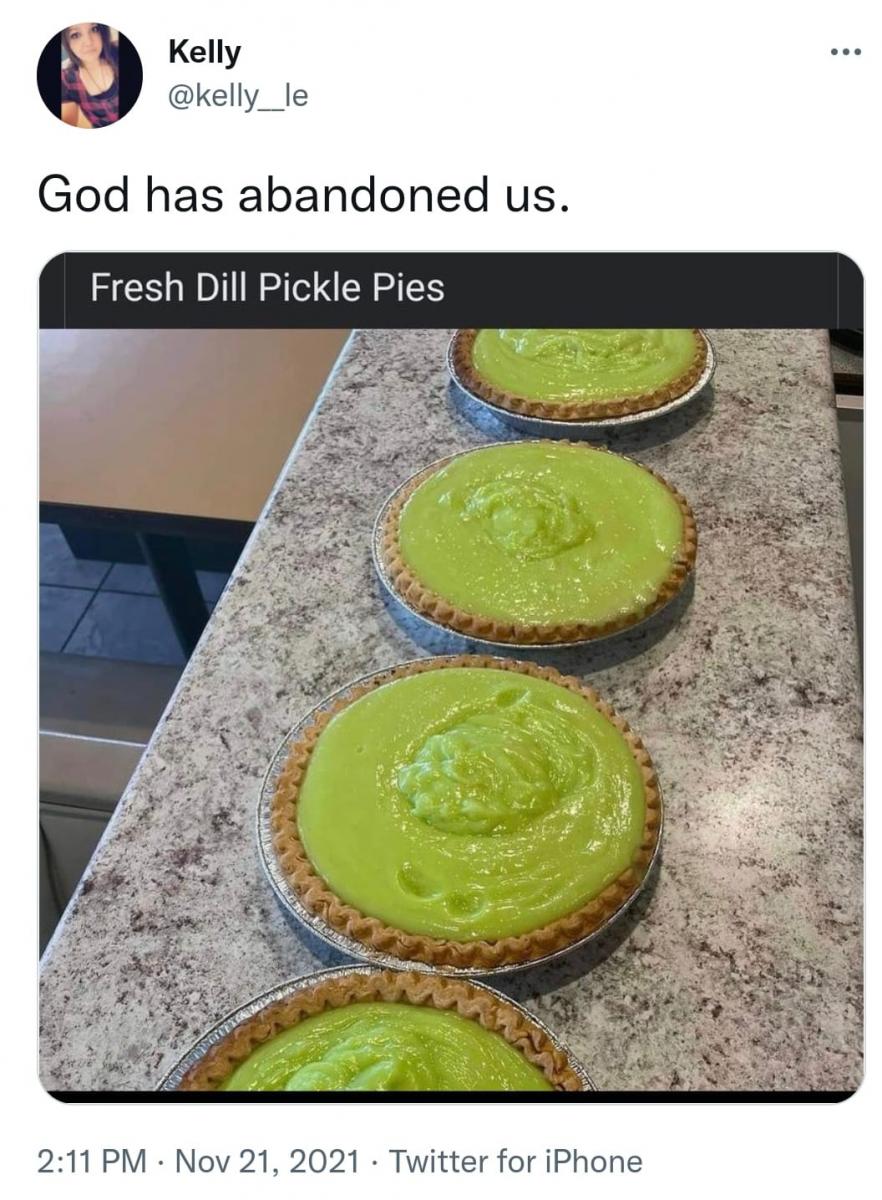 Kelly
@kelly__le
God has abandoned us.
Fresh Dill Pickle Pies
2:11 PM · Nov 21, 2021 · Twitter for iPhone